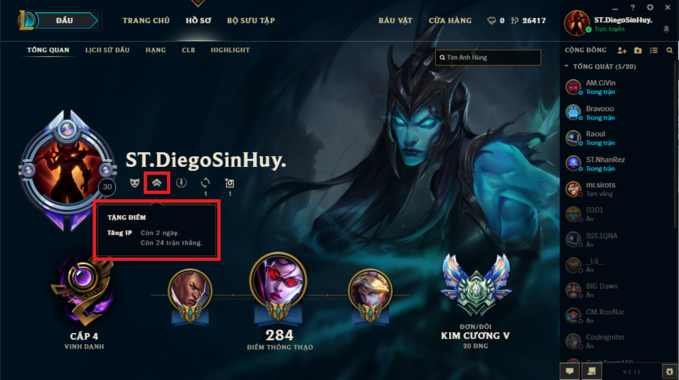 ĐẤU
TRANG CHỦ
HỒ SƠ
BỘ SƯU TẬP
BÁU VẬT
CỬA HÀNG
0
26417
ST.DiegoSinHuy.
Trực tuyến
TỔNG QUAN
LỊCH SỬ ĐẤU
HẠNG
CLB
HIGHLIGHT
Tìm Anh Hùng
CỘNG ĐỒNG
TỔNG QUÁT (5/20)
AM.CiVin
Trong trận
Bravooo
Trong trận
Raoul
Trong trận
ST.NhanRez
Trong trận
mr.sirots
Tạm vắng
0301
Ẩn
Ẩn
_Lũ_
Ẩn
BIG Dawn
Ẩn
CM.RooNar
Ẩn
CodeIgniter
Ẩn
ST.DiegoSinHuy.
30
1
1
TẶNG ĐIỂM
Tăng IP
Còn 2 ngày.
Còn 24 trận thắng.
CẤP 4
VINH DANH
284
ĐIỂM THÔNG THẠO
ĐƠN/ĐÔI
KIM CƯƠNG V
20 ĐNG
V7.17